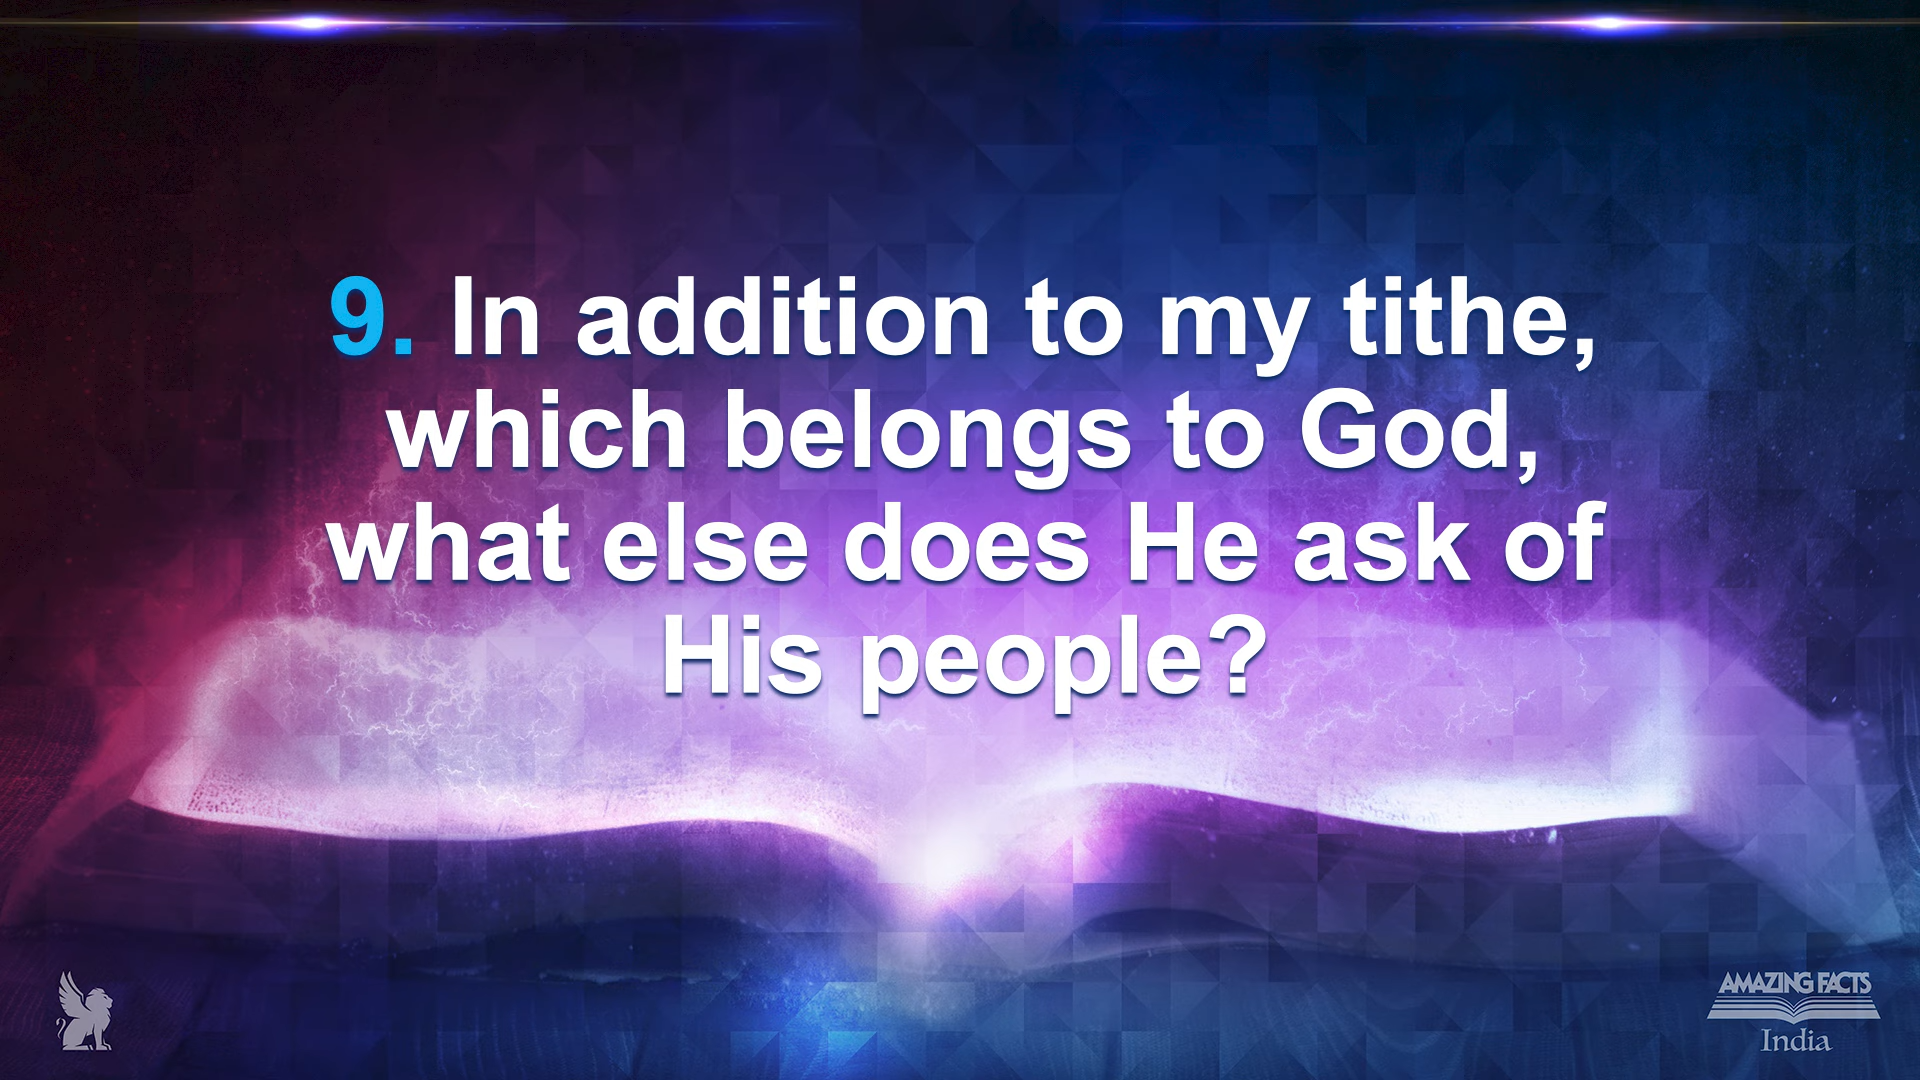 9. In addition to my tithe,
which belongs to God,
what else does He ask of
His people?
AMAZING FACTS
India